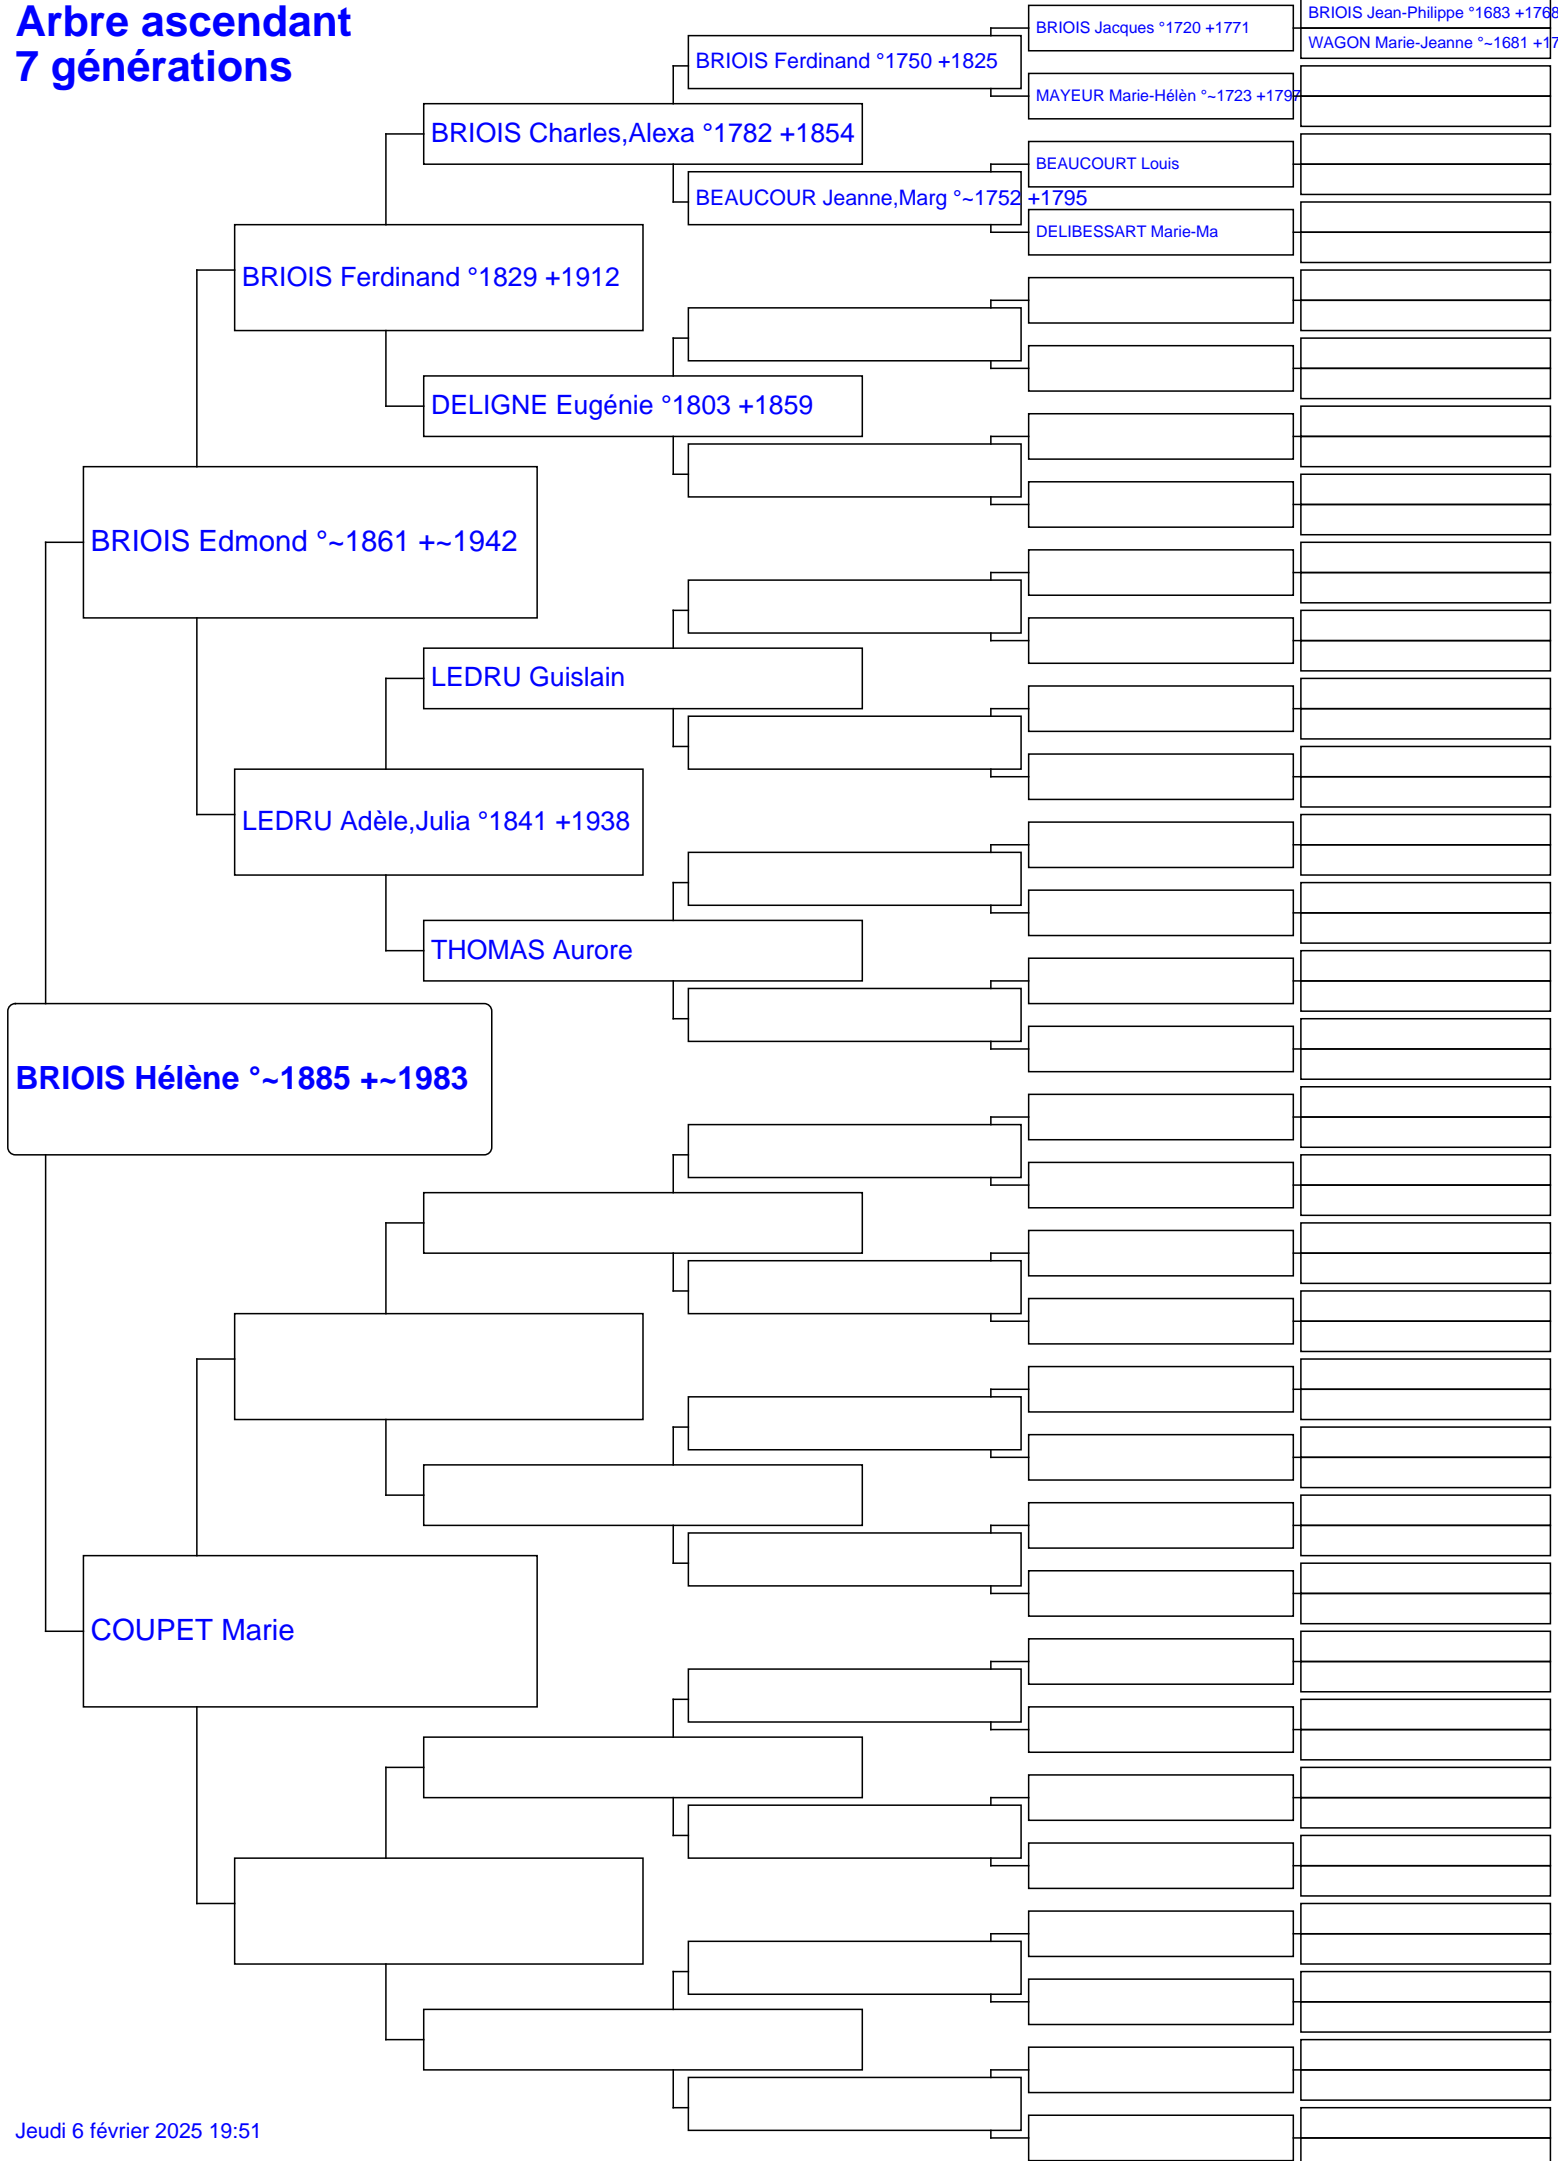 Arbre ascendant
7 générations
BRIOIS Jean-Philippe °1683 +1768
BRIOIS Jacques °1720 +1771
WAGON Marie-Jeanne °~1681 +17
BRIOIS Ferdinand °1750 +1825
MAYEUR Marie-Hélèn °~1723 +1797
BRIOIS Charles,Alexa °1782 +1854
BEAUCOURT Louis
BEAUCOUR Jeanne,Marg °~1752 +1795
DELIBESSART Marie-Ma
BRIOIS Ferdinand °1829 +1912
DELIGNE Eugénie °1803 +1859
BRIOIS Edmond °~1861 +~1942
LEDRU Guislain
LEDRU Adèle,Julia °1841 +1938
THOMAS Aurore
BRIOIS Hélène °~1885 +~1983
COUPET Marie
Jeudi 6 février 2025 19:51